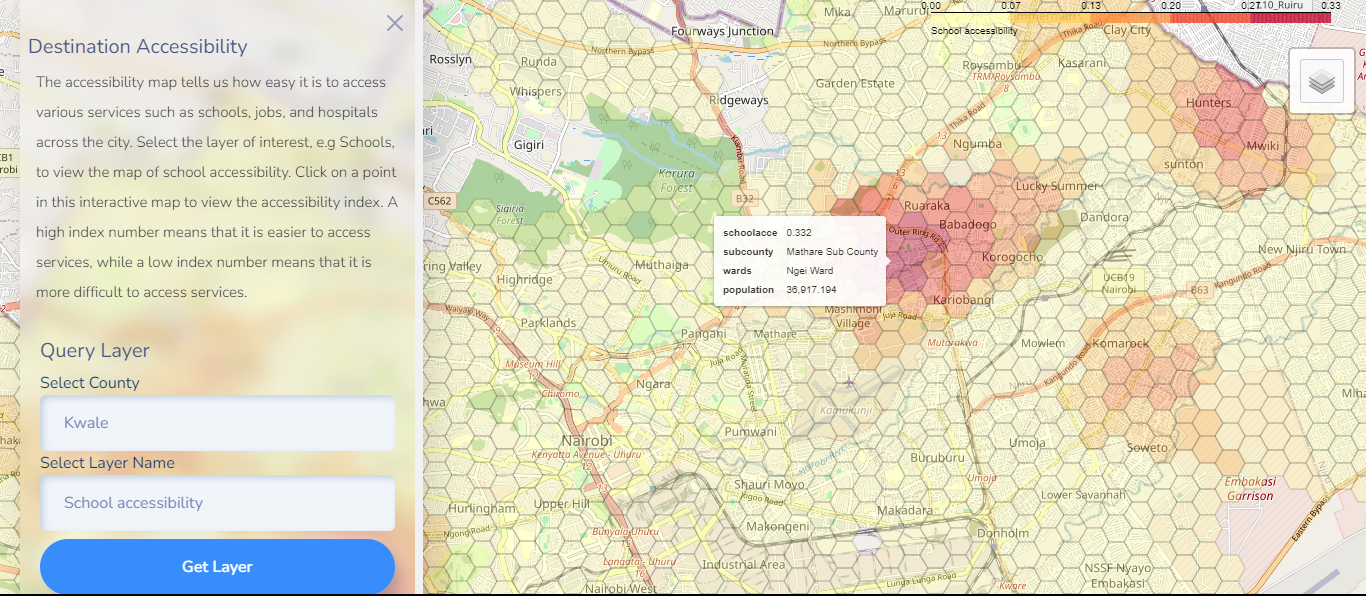 Destination Accessibility
The accessibility map tells us how easy it is to access
various services such as schools, jobs, and hospitals
across the city. Select the layer of interest, e.g Schools,
to view the map of school accessibility. Click on a point
in this interactive map to view the accessibility index. A
high index number means that it is easier to access
services, while a low index number means that it is
more difficult to access services.
Query Layer
Select County
Kwale
Select Layer Name
School accessibility
Get Layer
0.00 0.07 0.13 0.20 0.27 0.33
School accessibility
schoolacce 0.332
subcounty Mathare Sub County
wards Ngei Ward
population 36,917.194
Fourways Junction
Mika
Marurui
Clay City
Thika Road
Northern Bypass
Northern Bypass
Rosslyn
Runda
Roysambu
Kasarani
TRM/Roysambu
Garden Estate
Whispers
Ridgeways
Hunters
Thika Road
Gigiri
Ngumba
Mwiki
sunton
Karura
Forest
C562
B32
Lucky Summer
Sigiria
Forest
Ruaraka
Babadogo
Dandora
Outer Ring Rd
Korogocho
New Njiru Town
Muthaiga
Highridge
UCB19
Nairobi
B63
Kangundo Road
Kariobangi
Parklands
Pangani
Mathare
Mashimoni
Village
Juja Road
Mutarakwa
Mowlem
Komarock
Museum Hill
Juja Road
Ngara
Chiromo
Kamukunji
Nairobi
Pumwani
Kenyatta Avenue - Uhuru
Umoja
Soweto
Buruburu
Shauri Moyo
Umoja
Embakasi
Garrison
Lower Savannah
Jogoo Road
Hurlingham
Upper Hill
Makadara
Makongeni
Bunyala-Uhuru
Ngong Road
Donholm
Eastern Bypass
Langata - Uhuru
Industrial Area
NSSF Nyayo
Embakasi
Lunga Lunga Road
Nairobi West
Kware